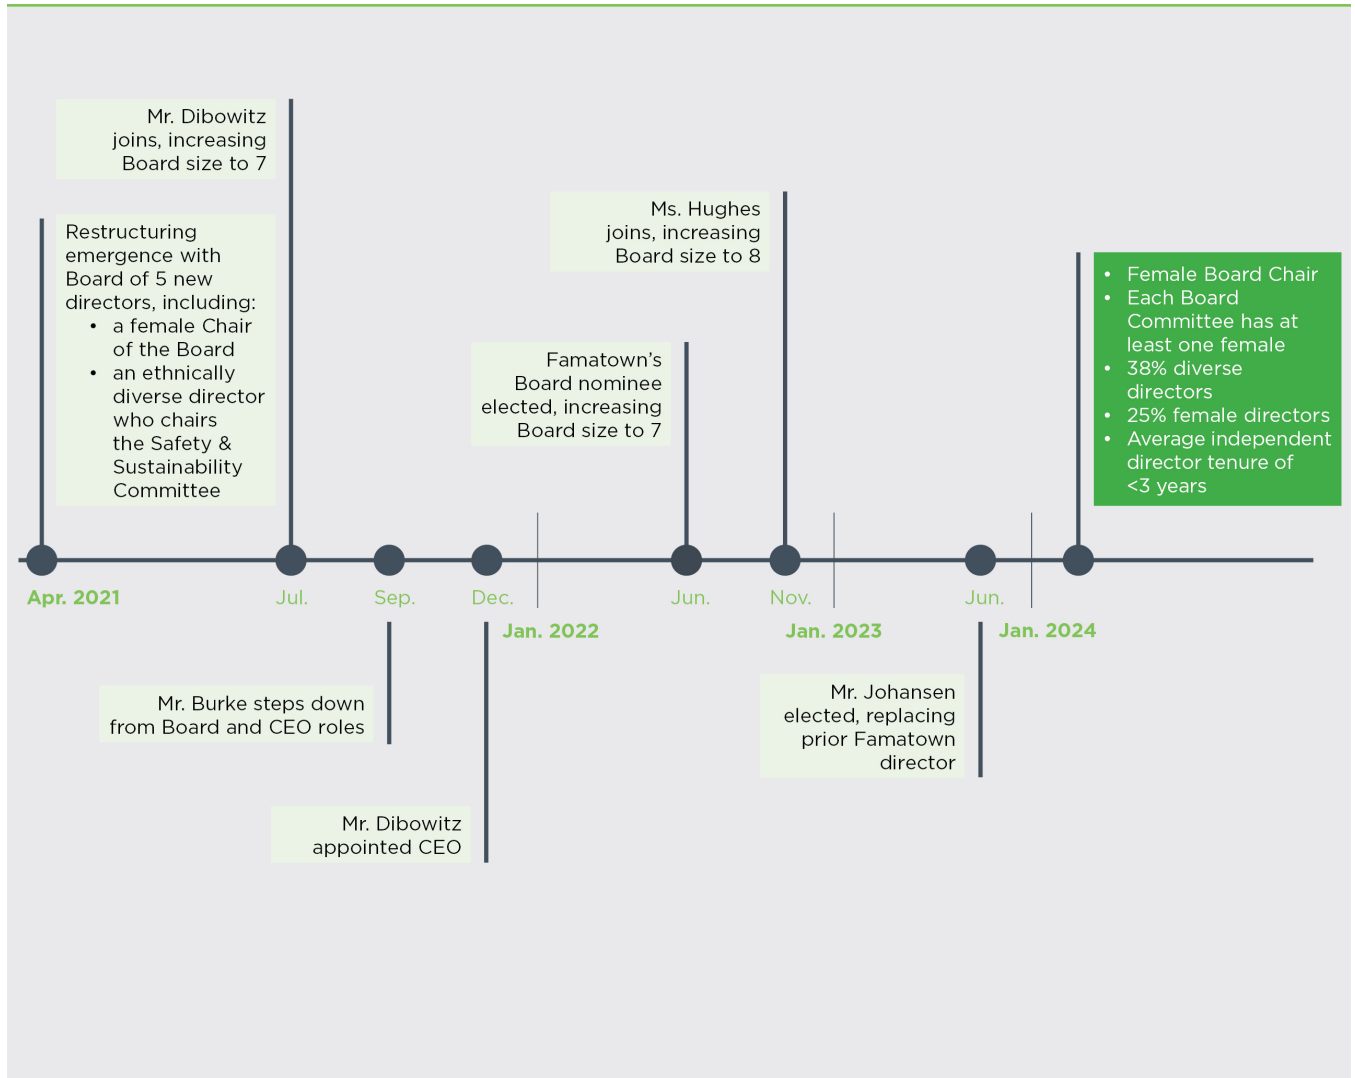 Mr. Dibowitz
joins, increasing
Board size to 7
Restructuring
emergence with
Board of 5 new
directors, including:
• a female Chair
of the Board
• an ethnically
diverse director
who chairs
the Safety &
Sustainability
Committee
Ms. Hughes
joins, increasing
Board size to 8
Famatown’s
Board nominee
elected, increasing
Board size to 7
• Female Board Chair
• Each Board
Committee has at
least one female
• 38% diverse
directors
• 25% female directors
• Average independent
director tenure of
<3 years
Apr. 2021
Jul.
Sep.
Dec.
Jun.
Nov.
Jun.
Jan. 2022
Jan. 2023
Jan. 2024
Mr. Burke steps down
from Board and CEO roles
Mr. Dibowitz
appointed CEO
Mr. Johansen
elected, replacing
prior Famatown
director